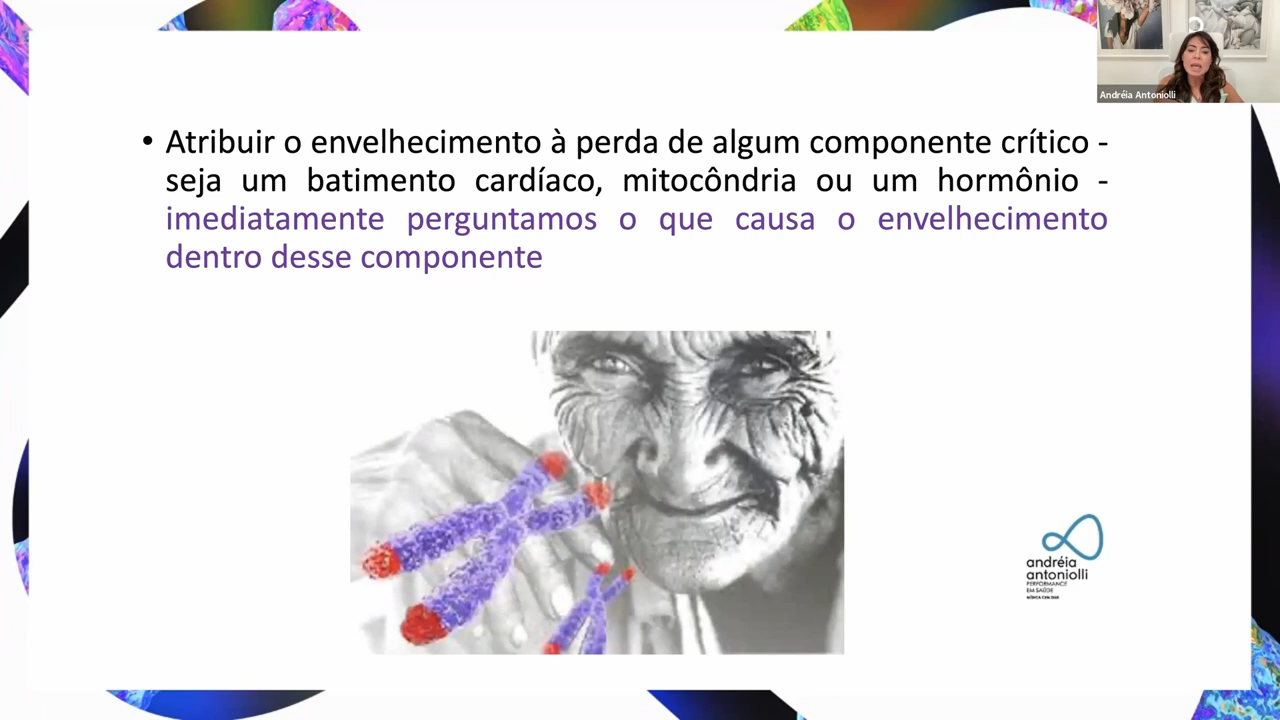 Andréia Antoniolli
• Atribuir o envelhecimento à perda de algum componente crítico -
seja um batimento cardíaco, mitocôndria ou um hormônio -
imediatamente perguntamos o que causa o envelhecimento
dentro desse componente
andréia
antoniolli
PERFORMANCE
EM SAÚDE